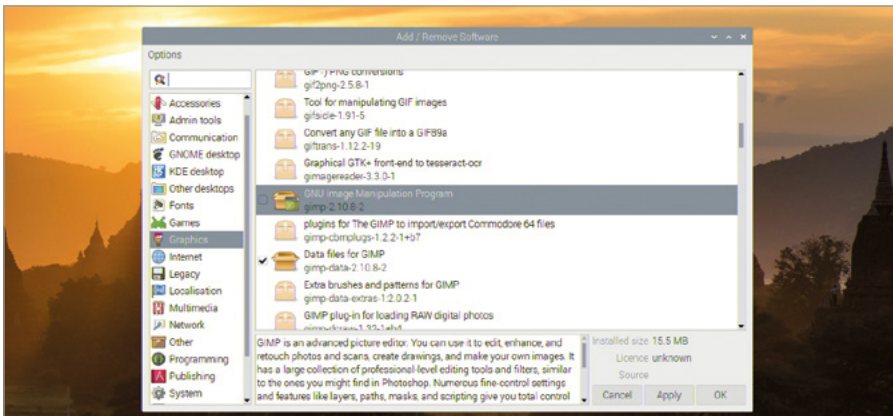 Add / Remove Software
Options
Accessories
Admin tools
Communication
GNOME desktop
KDE desktop
Other desktops
Fonts
Games
Graphics
Internet
Legacy
Localisation
Multimedia
Network
Other
Programming
Publishing
System
GIF -) PNG conversions
gif2png-2.5.8-1
Tool for manipulating GIF images
gifsicle-1.91-5
Convert any GIF file into a GIF89a
giftrans-1.12.2-19
Graphical GTK+ front-end to tesseract-ocr
gimagereader-3.3.0-1
GNU Image Manipulation Program
gimp-2.10.8-2
plugins for The GIMP to import/export Commodore 64 files
gimp-cbmplugs-1.2.2-1+b7
Data files for GIMP
gimp-data-2.10.8-2
Extra brushes and patterns for GIMP
gimp-data-extras-1:2.0.2-1
GIMP plug-in for loading RAW digital photos
gimp-dcraw-1.32-1+b4
GIMP is an advanced picture editor. You can use it to edit, enhance, and
retouch photos and scans, create drawings, and make your own images. It
has a large collection of professional-level editing tools and filters, similar
to the ones you might find in Photoshop. Numerous fine-control settings
and features like layers, paths, masks, and scripting give you total control
Installed size 15.5 MB
Licence unknown
Source
Cancel Apply OK